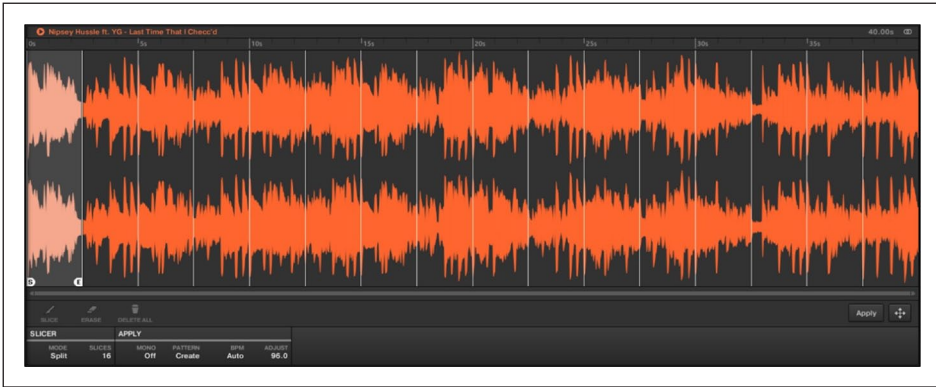 Nipsey Hussle ft. YG - Last Time That I Checc'd 40.00s
0s 5s 10s 15s 20s 25s 30s 35s
S E
SLICE ERASE DELETE ALL Apply
SLICER APPLY
MODE SLICES MONO PATTERN BPM ADJUST
Split 16 Off Create Auto 96.0